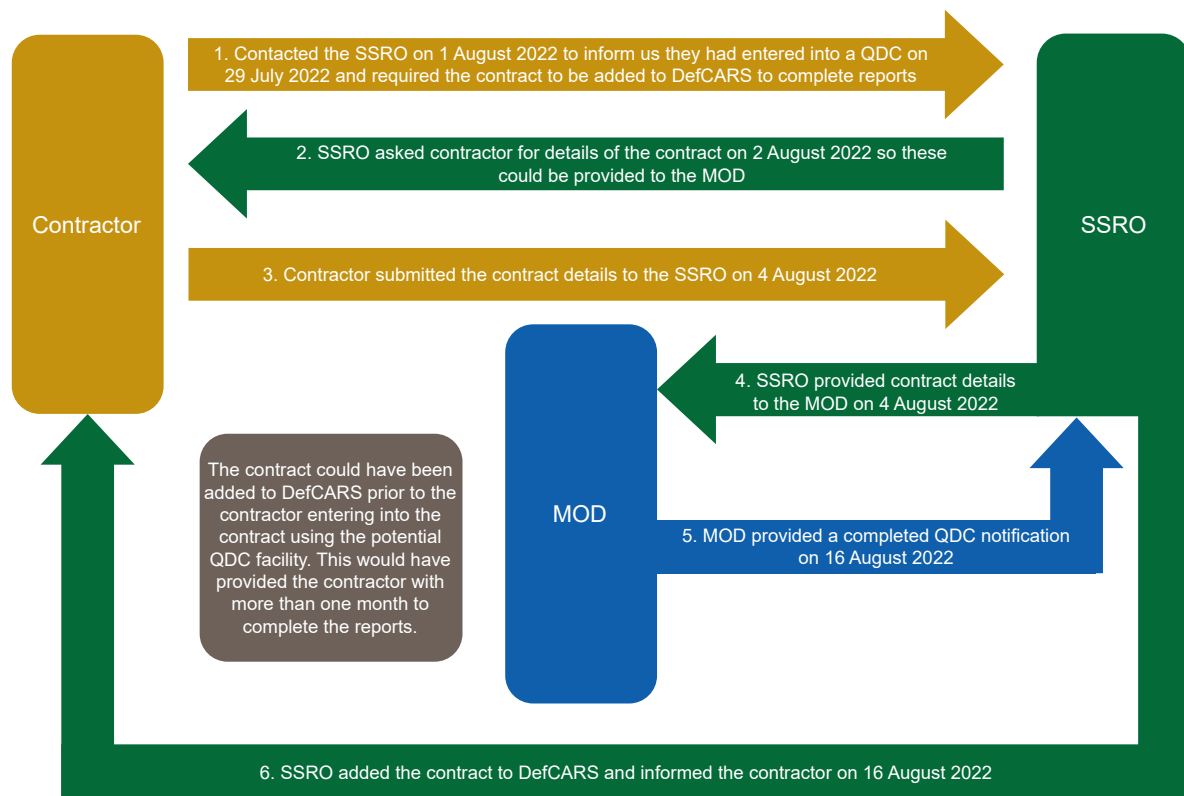 1. Contacted the SSRO on 1 August 2022 to inform us they had entered into a QDC on
29 July 2022 and required the contract to be added to DefCARS to complete reports
2. SSRO asked contractor for details of the contract on 2 August 2022 so these
could be provided to the MOD
Contractor
SSRO
3. Contractor submitted the contract details to the SSRO on 4 August 2022
4. SSRO provided contract details
to the MOD on 4 August 2022
The contract could have been
added to DefCARS prior to the
contractor entering into the
contract using the potential
QDC facility. This would have
provided the contractor with
more than one month to
complete the reports.
MOD
5. MOD provided a completed QDC notification
on 16 August 2022
6. SSRO added the contract to DefCARS and informed the contractor on 16 August 2022